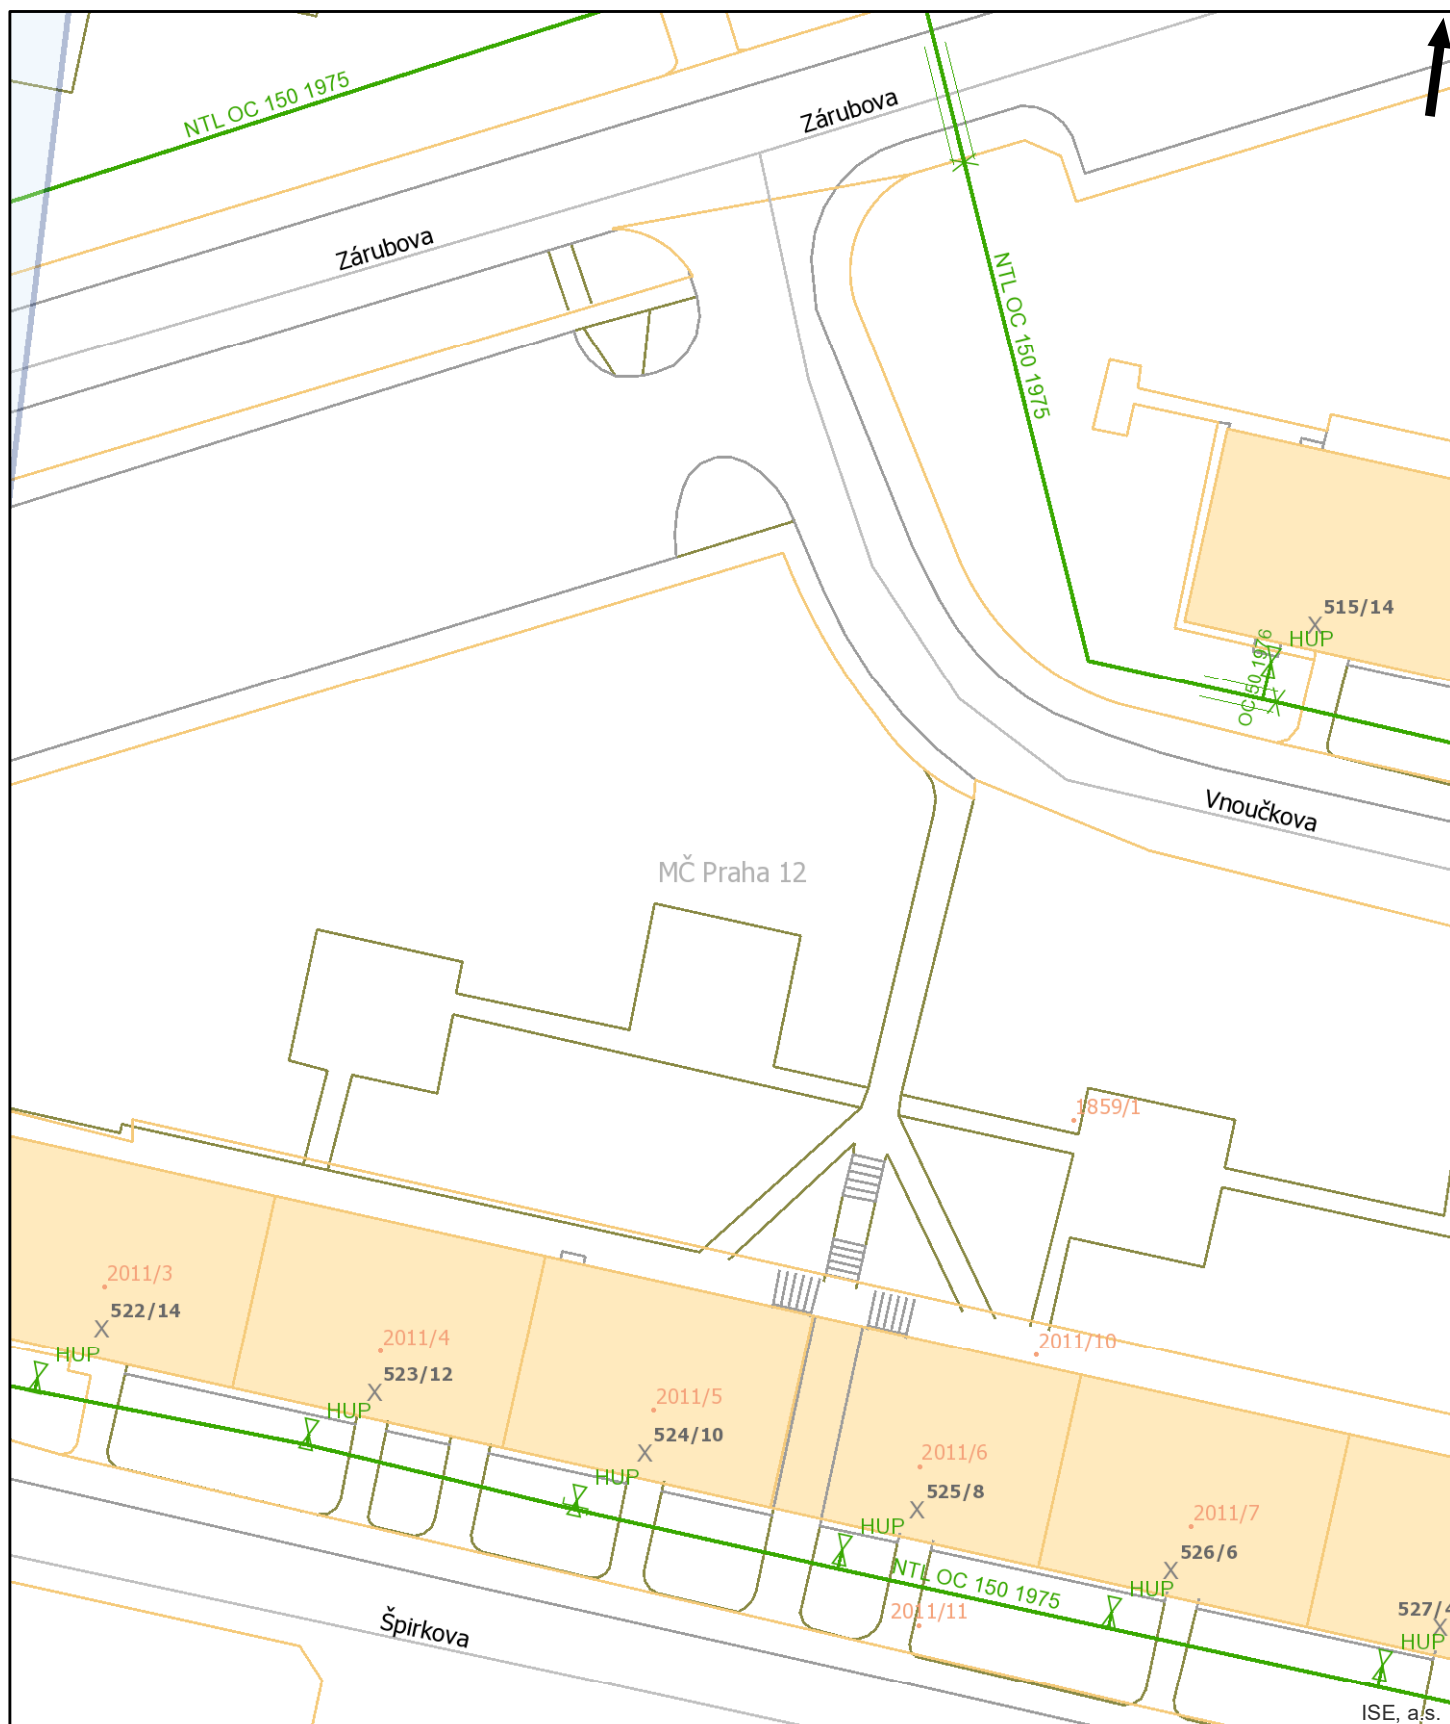 NTL OC 150 1975
Zárubova
Zárubova
NTL OC 150 1975
515/14
HUP
OC 50 1976
Vnoučkova
MČ Praha 12
1859/1
2011/3
522/14
HUP
2011/4
523/12
HUP
2011/5
524/10
HUP
2011/10
2011/6
525/8
HUP
2011/7
526/6
HUP
NTL OC 150 1975
2011/11
527/4
HUP
Špirkova
ISE, a.s.